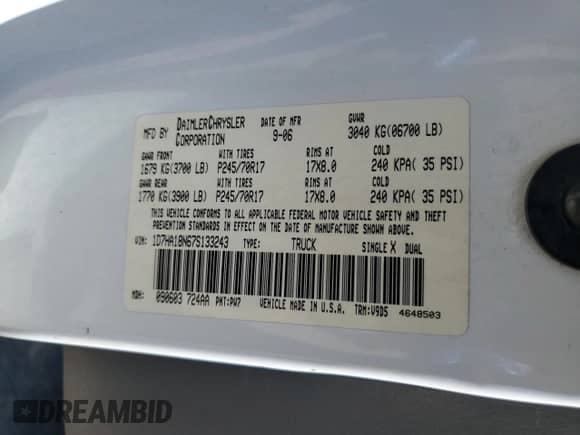 MFD BY DAIMLERCHRYSLER CORPORATION DATE OF MFR 9-06 GVWR 3040 KG(06700 LB)
GAWR FRONT WITH TIRES RIMS AT COLD
1679 KG(3700 LB) P245/70R17 17X8.0 240 KPA( 35 PSI)
GAWR REAR WITH TIRES RIMS AT COLD
1770 KG(3900 LB) P245/70R17 17X8.0 240 KPA( 35 PSI)
THIS VEHICLE CONFORMS TO ALL APPLICABLE FEDERAL MOTOR VEHICLE SAFETY AND THEFT
PREVENTION STANDARDS IN EFFECT ON THE DATE OF MANUFACTURE SHOWN ABOVE.
VIN: 1D7HA18N67S133243 TYPE: TRUCK SINGLE X DUAL
MDH: 090603 724AA PNT:PW7 VEHICLE MADE IN U.S.A. TRM:V9D5 4648503
DREAMBID